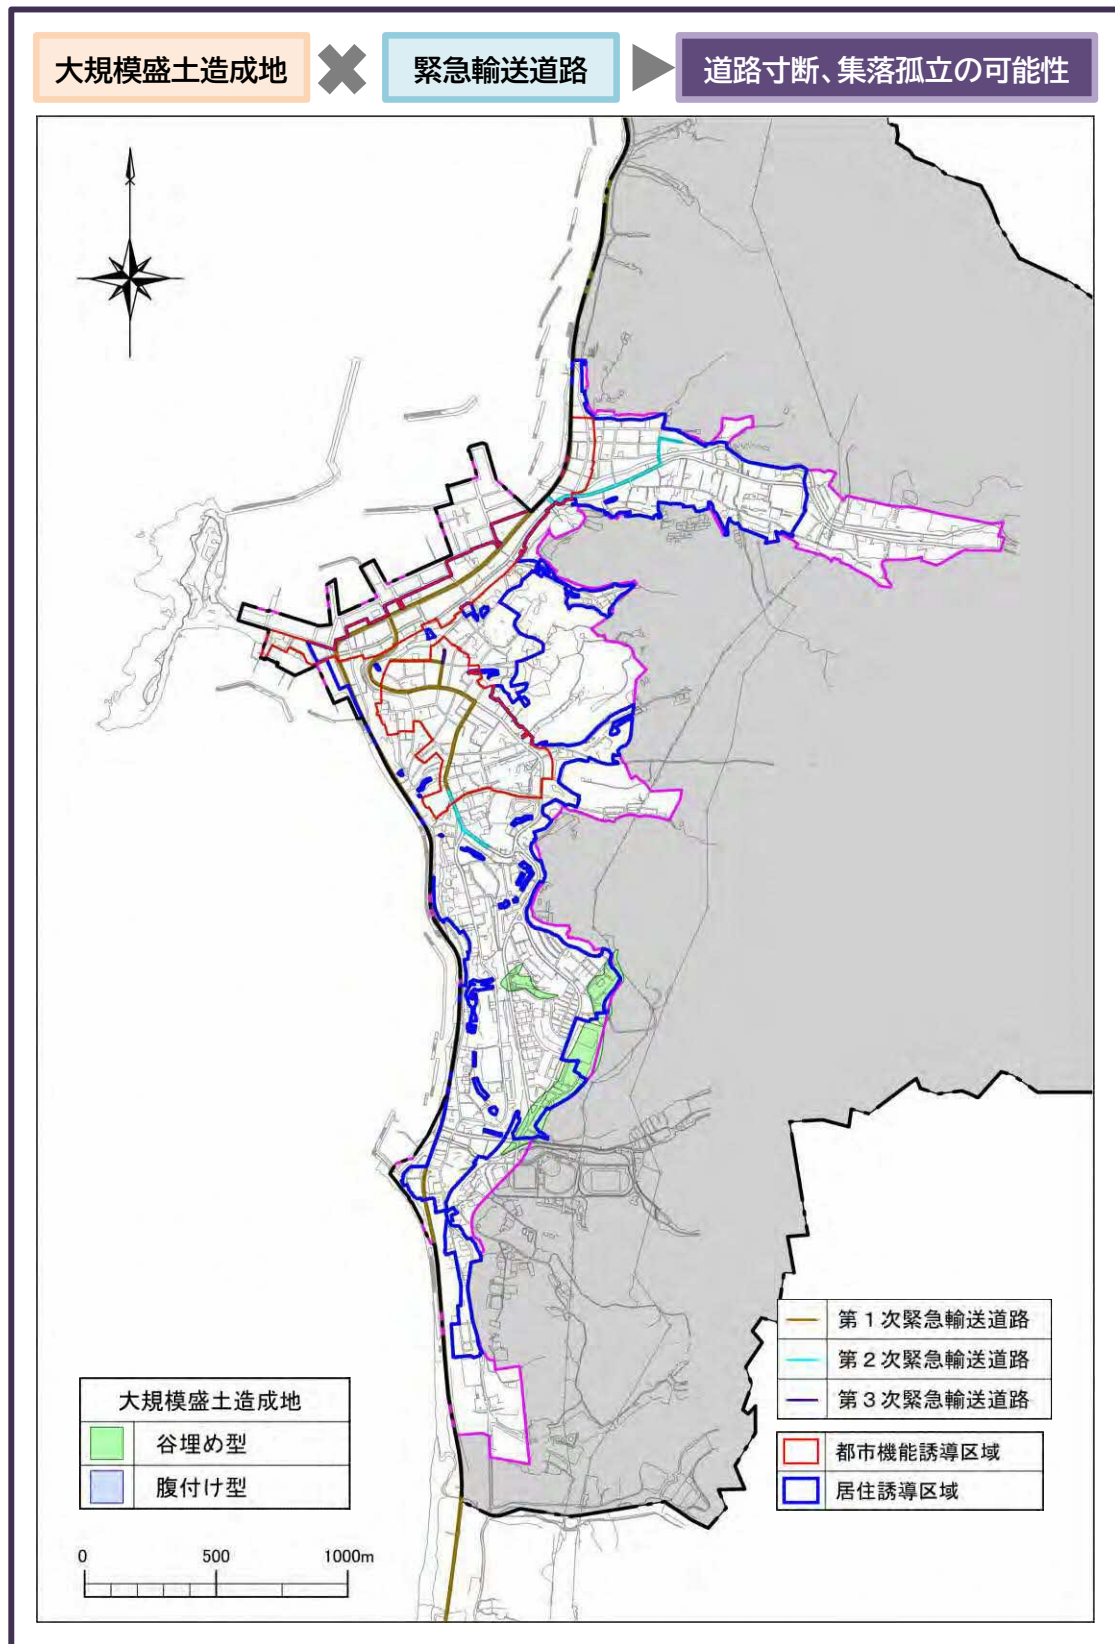 大規模盛土造成地
緊急輸送道路
道路寸断、集落孤立の可能性
第1次緊急輸送道路
第2次緊急輸送道路
第3次緊急輸送道路
大規模盛土造成地
谷埋め型
腹付け型
都市機能誘導区域
居住誘導区域
0 500 1000m